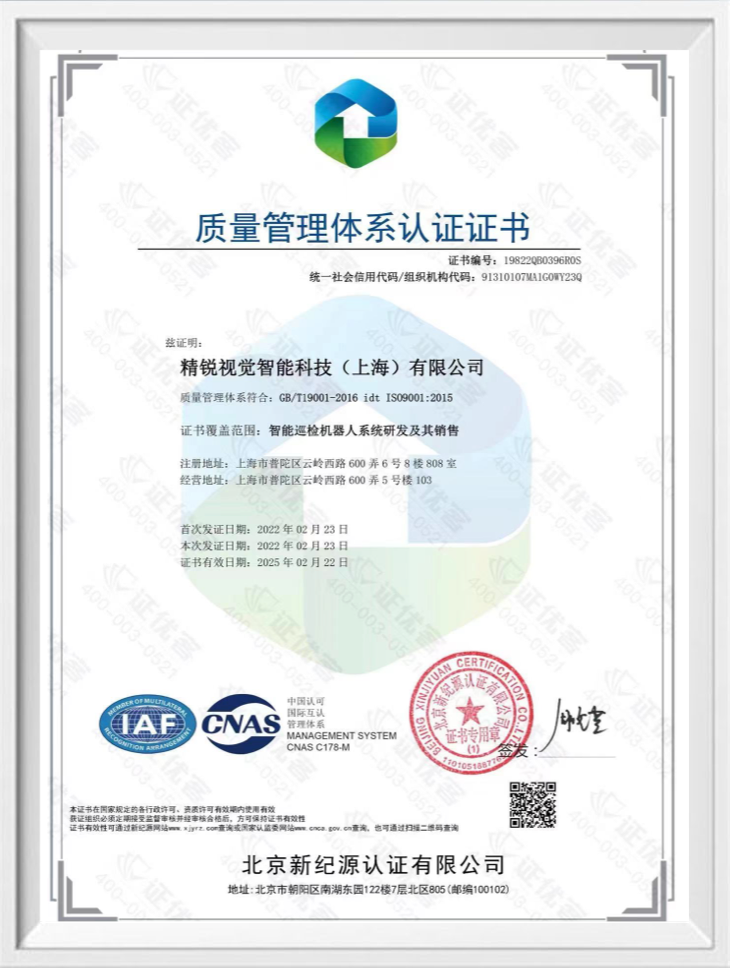 质量管理体系认证证书
证书编号：19822QB0396R0S
统一社会信用代码/组织机构代码：91310107MA1G0WY23Q
兹证明：
精锐视觉智能科技（上海）有限公司
质量管理体系符合：GB/T19001-2016 idt ISO9001:2015
证书覆盖范围：智能巡检机器人系统研发及其销售
注册地址：上海市普陀区云岭西路 600 弄 6 号 8 楼 808 室
经营地址：上海市普陀区云岭西路 600 弄 5 号楼 103
首次发证日期：2022 年 02 月 23 日
本次发证日期：2022 年 02 月 23 日
证书有效日期：2025 年 02 月 22 日
MEMBER OF MULTILATERAL
IAF
RECOGNITION ARRANGEMENT
CNAS
中国认可
国际互认
管理体系
MANAGEMENT SYSTEM
CNAS C178-M
BEIJING XINJIYUAN CERTIFICATION CO.,LTD
北京新纪源认证有限公司
证书专用章
(1)
签发：
本证书在国家规定的各行政许可、资质许可有效期内使用有效
获证组织必须定期接受监督审核并经审核合格后，方可保持证书有效性
证书有效性可通过新纪源网站www.xjyrz.com查询或国家认监委网站www.cnca.gov.cn查询，也可通过扫描二维码查询
北京新纪源认证有限公司
地址:北京市朝阳区南湖东园122楼7层北区805(邮编100102)
证优客
400-003-0521